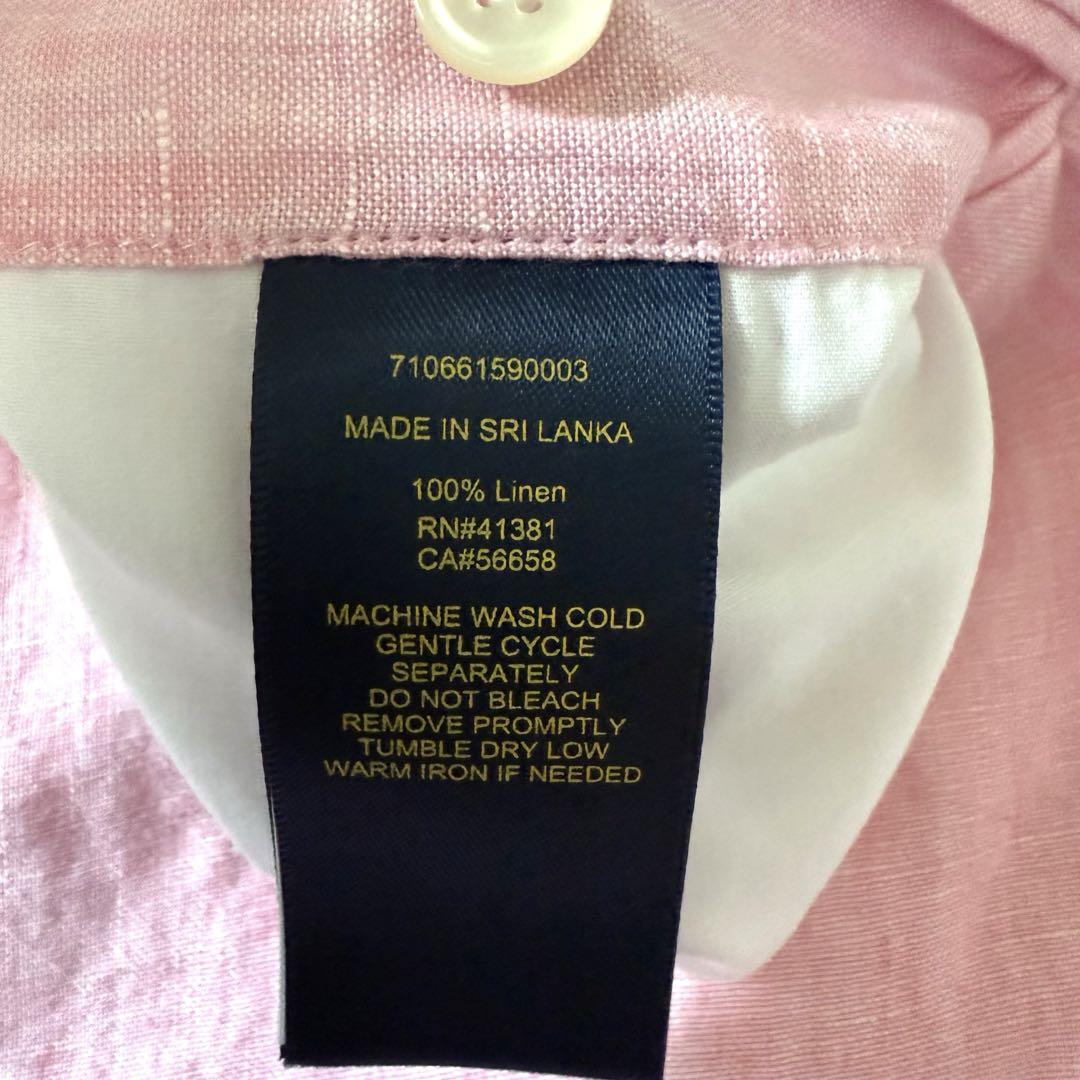 710661590003
MADE IN SRI LANKA
100% Linen
RN#41381
CA#56658
MACHINE WASH COLD
GENTLE CYCLE
SEPARATELY
DO NOT BLEACH
REMOVE PROMPTLY
TUMBLE DRY LOW
WARM IRON IF NEEDED